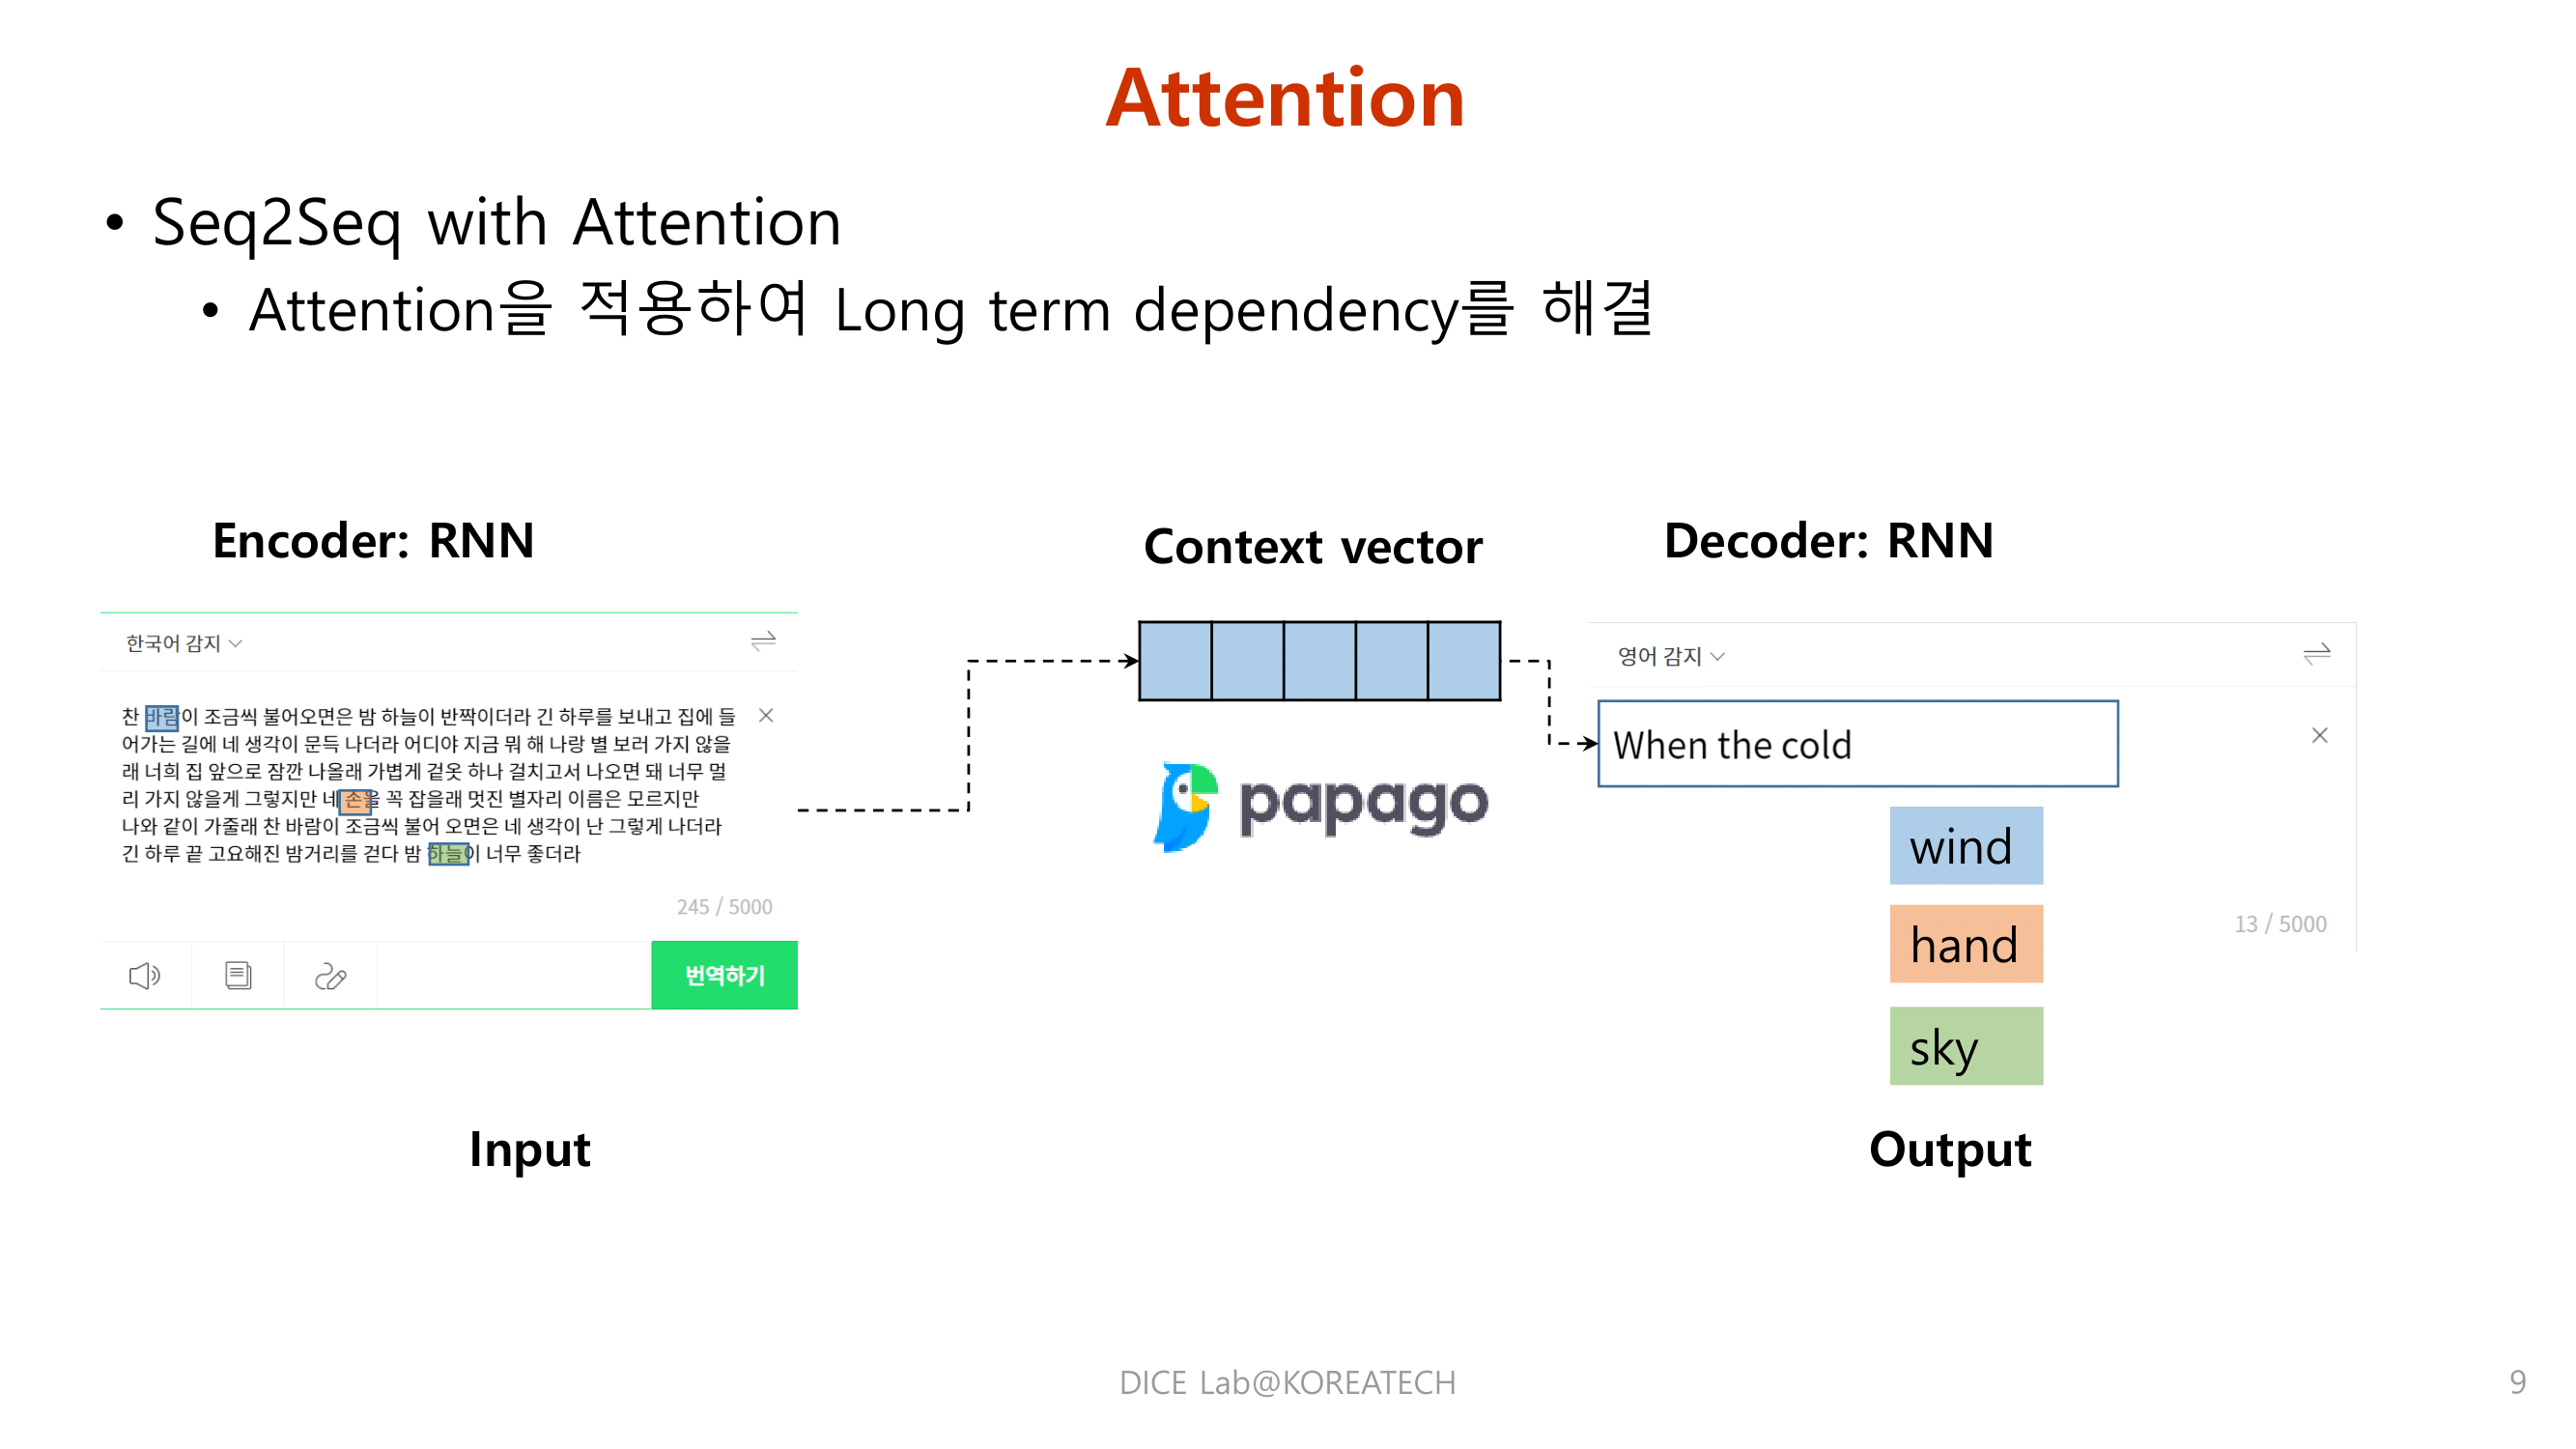 Attention
• Seq2Seq with Attention
• Attention을 적용하여 Long term dependency를 해결
Encoder: RNN
한국어 감지
찬 바람이 조금씩 불어오면은 밤 하늘이 반짝이더라 긴 하루를 보내고 집에 들
어가는 길에 네 생각이 문득 나더라 어디야 지금 뭐 해 나랑 별 보러 가지 않을
래 너희 집 앞으로 잠깐 나올래 가볍게 겉옷 하나 걸치고서 나오면 돼 너무 멀
리 가지 않을게 그렇지만 네 손을 꼭 잡을래 멋진 별자리 이름은 모르지만
나와 같이 가줄래 찬 바람이 조금씩 불어 오면은 네 생각이 난 그렇게 나더라
긴 하루 끝 고요해진 밤거리를 걷다 밤 하늘이 너무 좋더라
245 / 5000
번역하기
Input
Context vector
papago
Decoder: RNN
영어 감지
When the cold
wind
hand
sky
13 / 5000
Output
DICE Lab@KOREATECH
9